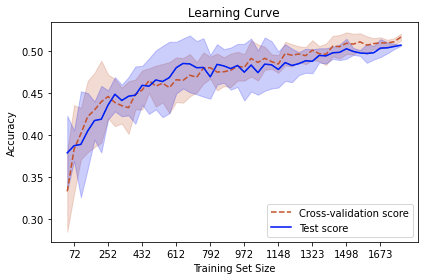 Learning Curve
Accuracy
0.50
0.45
0.40
0.35
0.30
72 252 432 612 792 972 1148 1323 1498 1673
Training Set Size
Cross-validation score
Test score